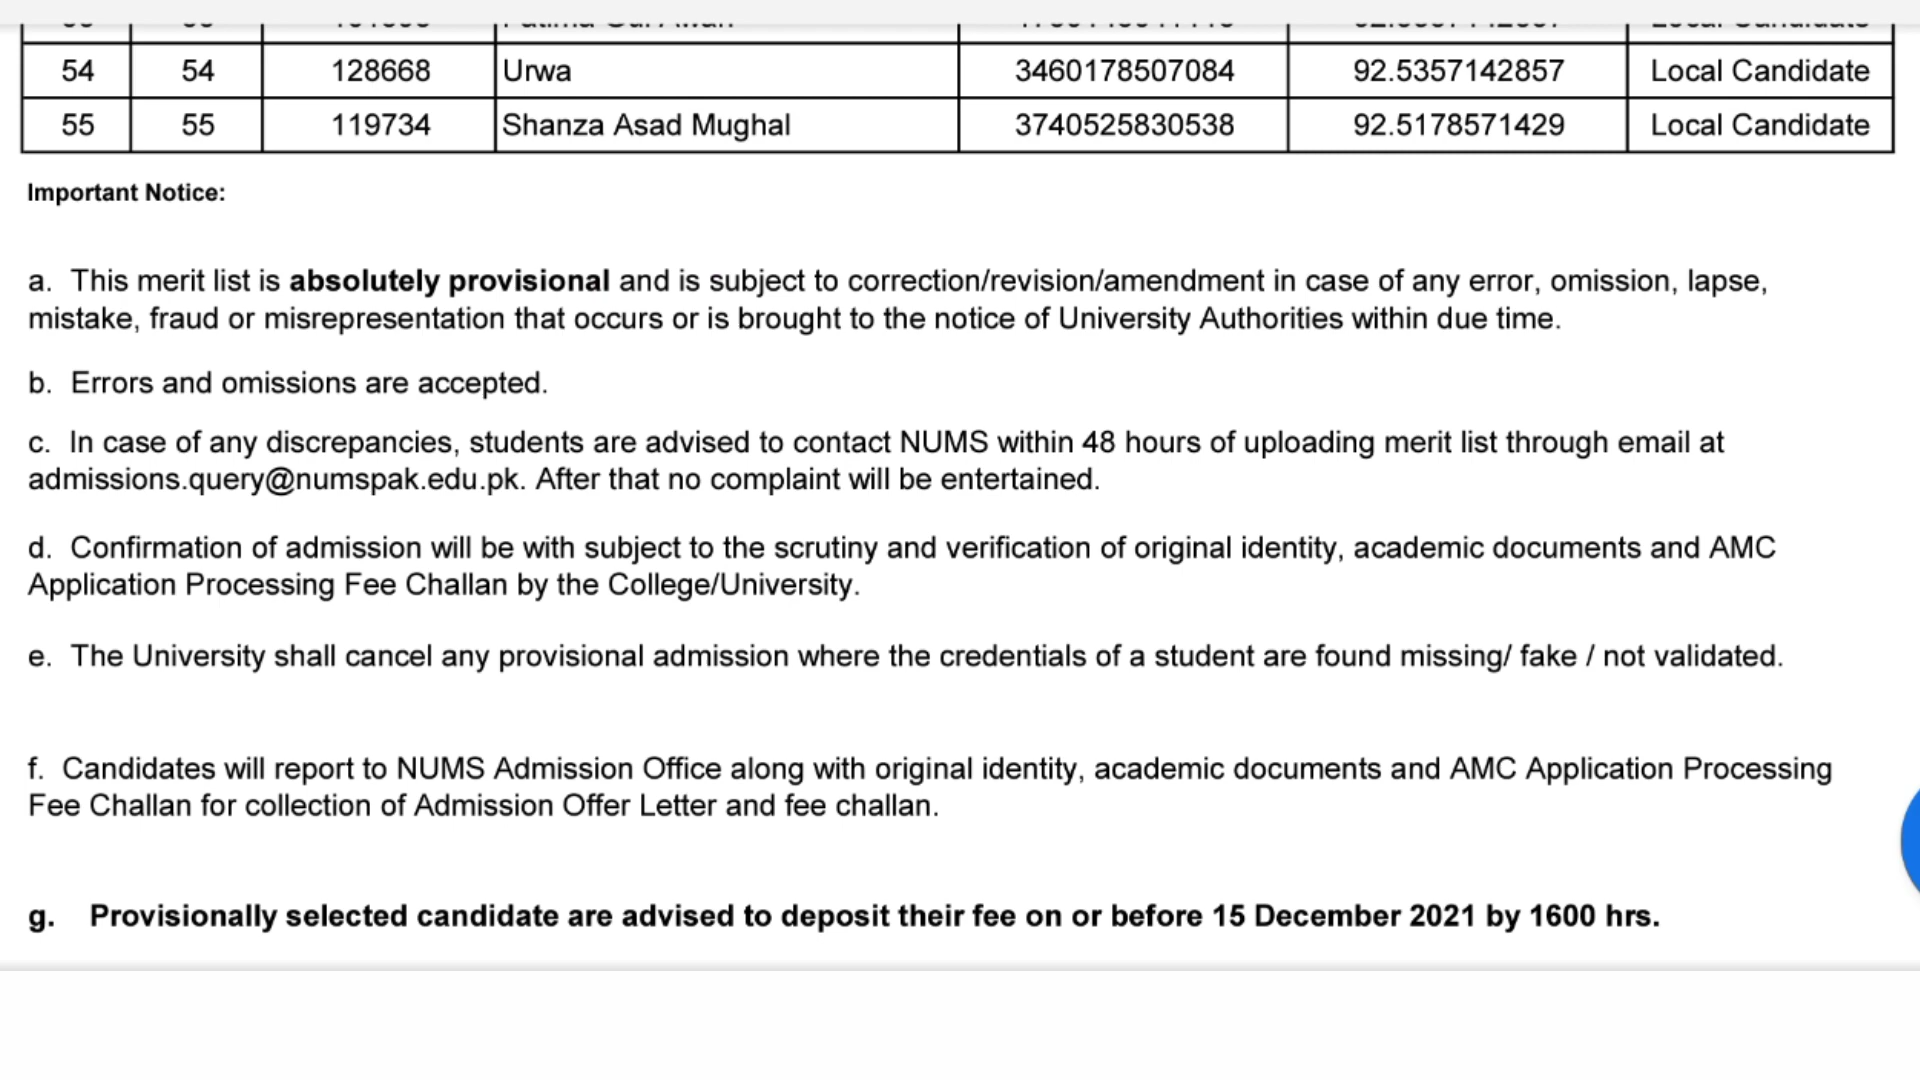 54 54 128668 Urwa 3460178507084 92.5357142857 Local Candidate
55 55 119734 Shanza Asad Mughal 3740525830538 92.5178571429 Local Candidate
Important Notice:
a. This merit list is absolutely provisional and is subject to correction/revision/amendment in case of any error, omission, lapse,
mistake, fraud or misrepresentation that occurs or is brought to the notice of University Authorities within due time.
b. Errors and omissions are accepted.
c. In case of any discrepancies, students are advised to contact NUMS within 48 hours of uploading merit list through email at
admissions.query@numspak.edu.pk. After that no complaint will be entertained.
d. Confirmation of admission will be with subject to the scrutiny and verification of original identity, academic documents and AMC
Application Processing Fee Challan by the College/University.
e. The University shall cancel any provisional admission where the credentials of a student are found missing/ fake / not validated.
f. Candidates will report to NUMS Admission Office along with original identity, academic documents and AMC Application Processing
Fee Challan for collection of Admission Offer Letter and fee challan.
g. Provisionally selected candidate are advised to deposit their fee on or before 15 December 2021 by 1600 hrs.